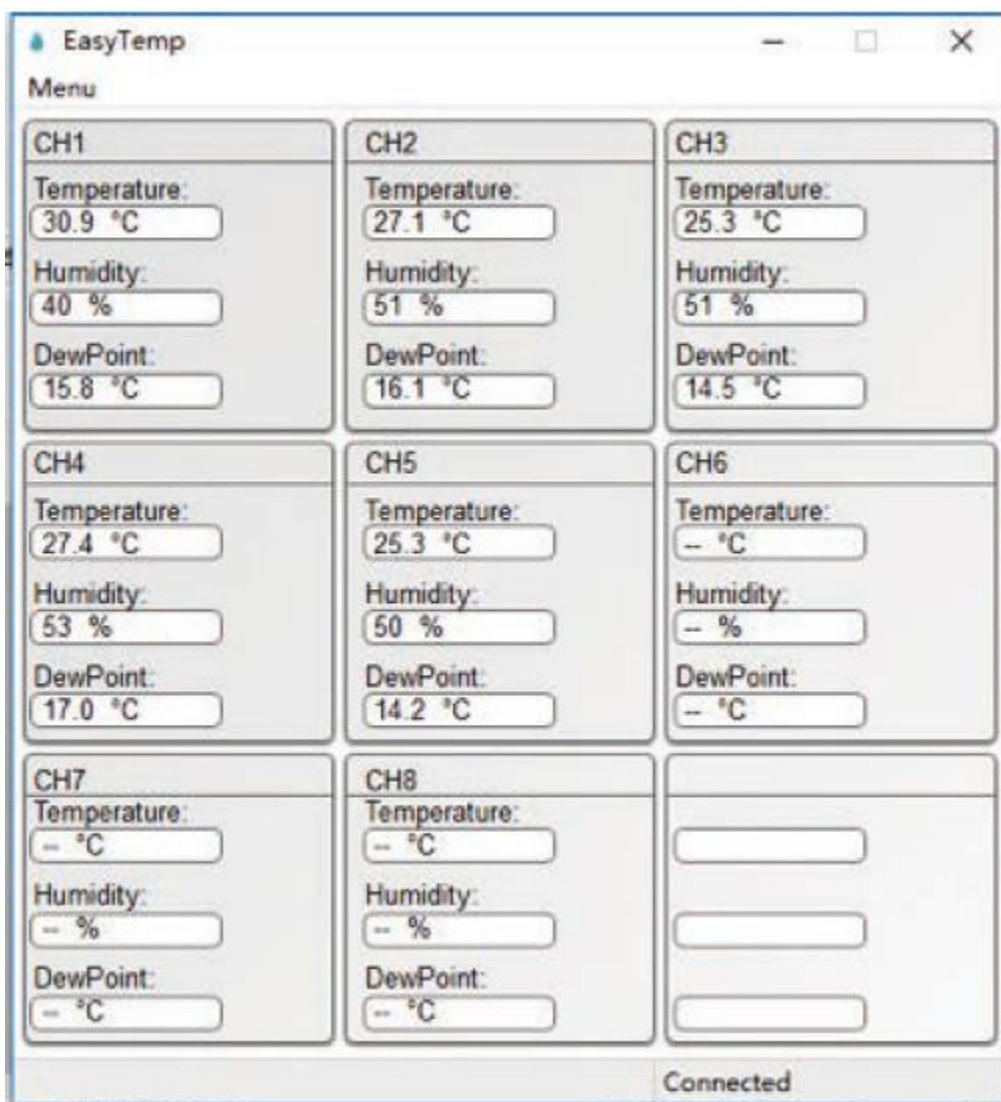 EasyTemp
Menu
CH1
Temperature:
30.9 °C
Humidity:
40 %
DewPoint:
15.8 °C
CH2
Temperature:
27.1 °C
Humidity:
51 %
DewPoint:
16.1 °C
CH3
Temperature:
25.3 °C
Humidity:
51 %
DewPoint:
14.5 °C
CH4
Temperature:
27.4 °C
Humidity:
53 %
DewPoint:
17.0 °C
CH5
Temperature:
25.3 °C
Humidity:
50 %
DewPoint:
14.2 °C
CH6
Temperature:
-- °C
Humidity:
-- %
DewPoint:
-- °C
CH7
Temperature:
-- °C
Humidity:
-- %
DewPoint:
-- °C
CH8
Temperature:
-- °C
Humidity:
-- %
DewPoint:
-- °C
Connected